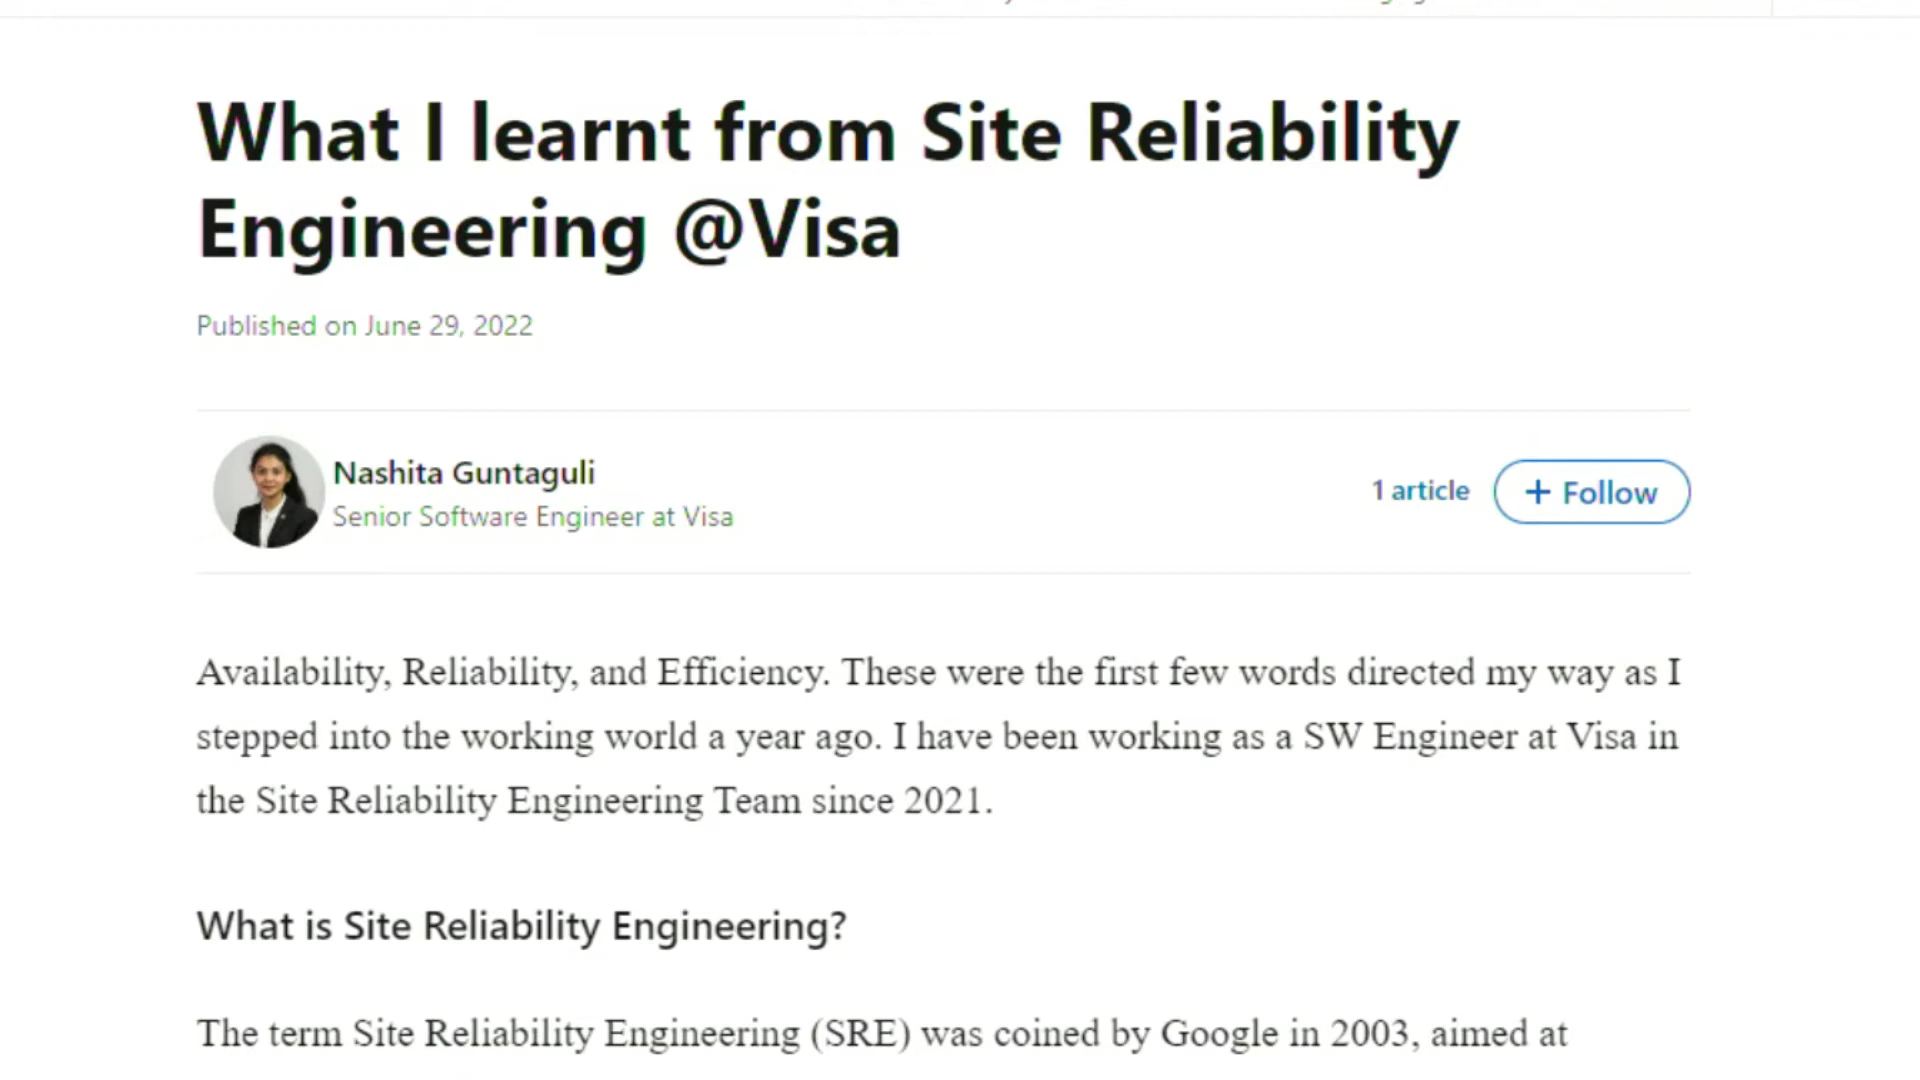 What I learnt from Site Reliability
Engineering @Visa
Published on June 29, 2022
Nashita Guntaguli
Senior Software Engineer at Visa
1 article
+ Follow
Availability, Reliability, and Efficiency. These were the first few words directed my way as I
stepped into the working world a year ago. I have been working as a SW Engineer at Visa in
the Site Reliability Engineering Team since 2021.
What is Site Reliability Engineering?
The term Site Reliability Engineering (SRE) was coined by Google in 2003, aimed at